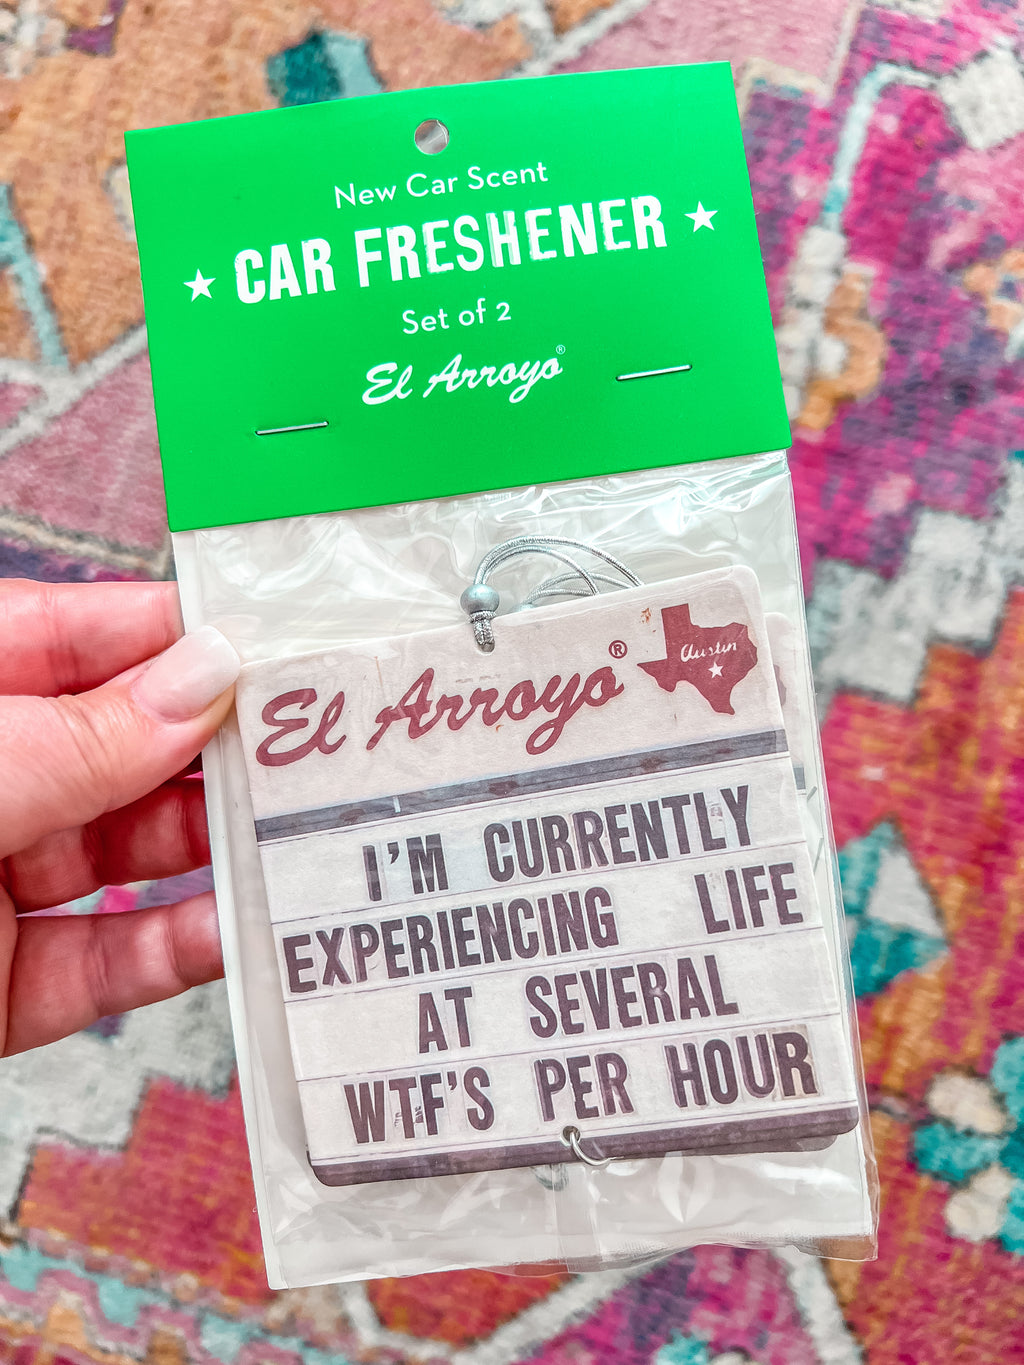 New Car Scent
★ CAR FRESHENER ★
Set of 2
El Arroyo®
El Arroyo®
Austin
I'M CURRENTLY
EXPERIENCING LIFE
AT SEVERAL
WTF'S PER HOUR